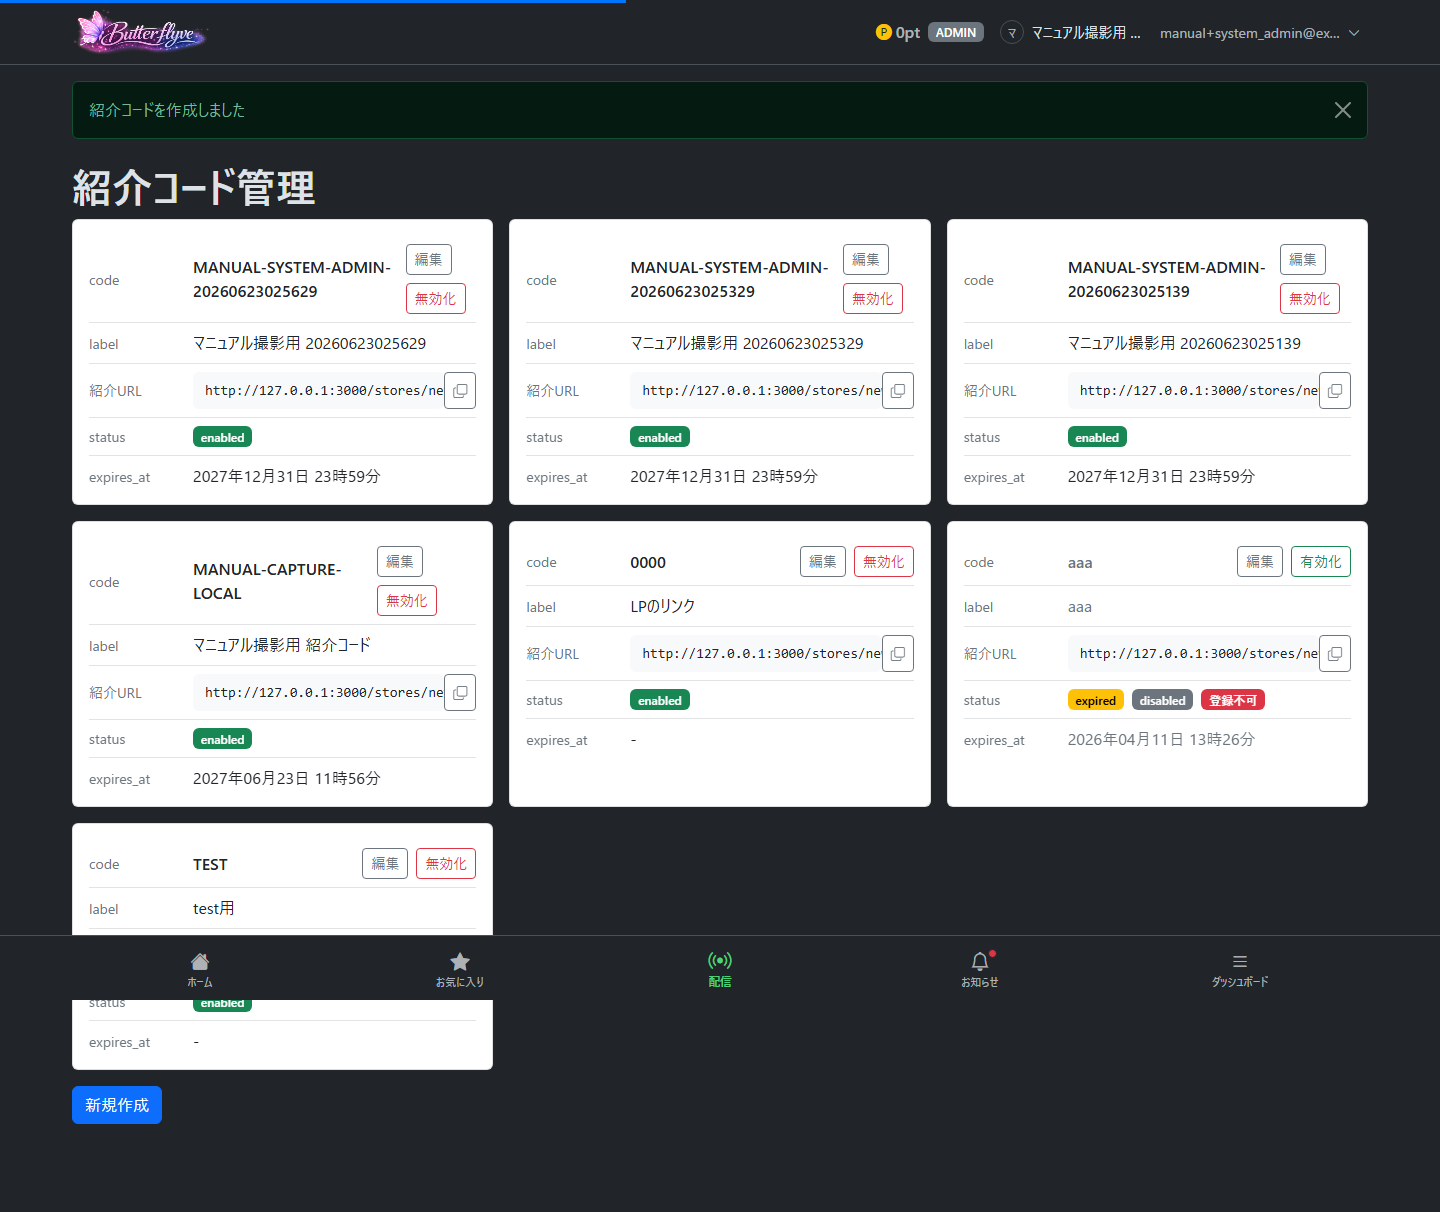 Butterflyve
P 0pt ADMIN マ マニュアル撮影用 ... manual+system_admin@ex...
紹介コードを作成しました
紹介コード管理
code MANUAL-SYSTEM-ADMIN-20260623025629 編集 無効化
label マニュアル撮影用 20260623025629
紹介URL http://127.0.0.1:3000/stores/ne
status enabled
expires_at 2027年12月31日 23時59分
code MANUAL-SYSTEM-ADMIN-20260623025329 編集 無効化
label マニュアル撮影用 20260623025329
紹介URL http://127.0.0.1:3000/stores/ne
status enabled
expires_at 2027年12月31日 23時59分
code MANUAL-SYSTEM-ADMIN-20260623025139 編集 無効化
label マニュアル撮影用 20260623025139
紹介URL http://127.0.0.1:3000/stores/ne
status enabled
expires_at 2027年12月31日 23時59分
code MANUAL-CAPTURE-LOCAL 編集 無効化
label マニュアル撮影用 紹介コード
紹介URL http://127.0.0.1:3000/stores/ne
status enabled
expires_at 2027年06月23日 11時56分
code 0000 編集 無効化
label LPのリンク
紹介URL http://127.0.0.1:3000/stores/ne
status enabled
expires_at -
code aaa 編集 有効化
label aaa
紹介URL http://127.0.0.1:3000/stores/ne
status expired disabled 登録不可
expires_at 2026年04月11日 13時26分
code TEST 編集 無効化
label test用
ホーム お気に入り 配信 お知らせ ダッシュボード
status enabled
expires_at -
新規作成